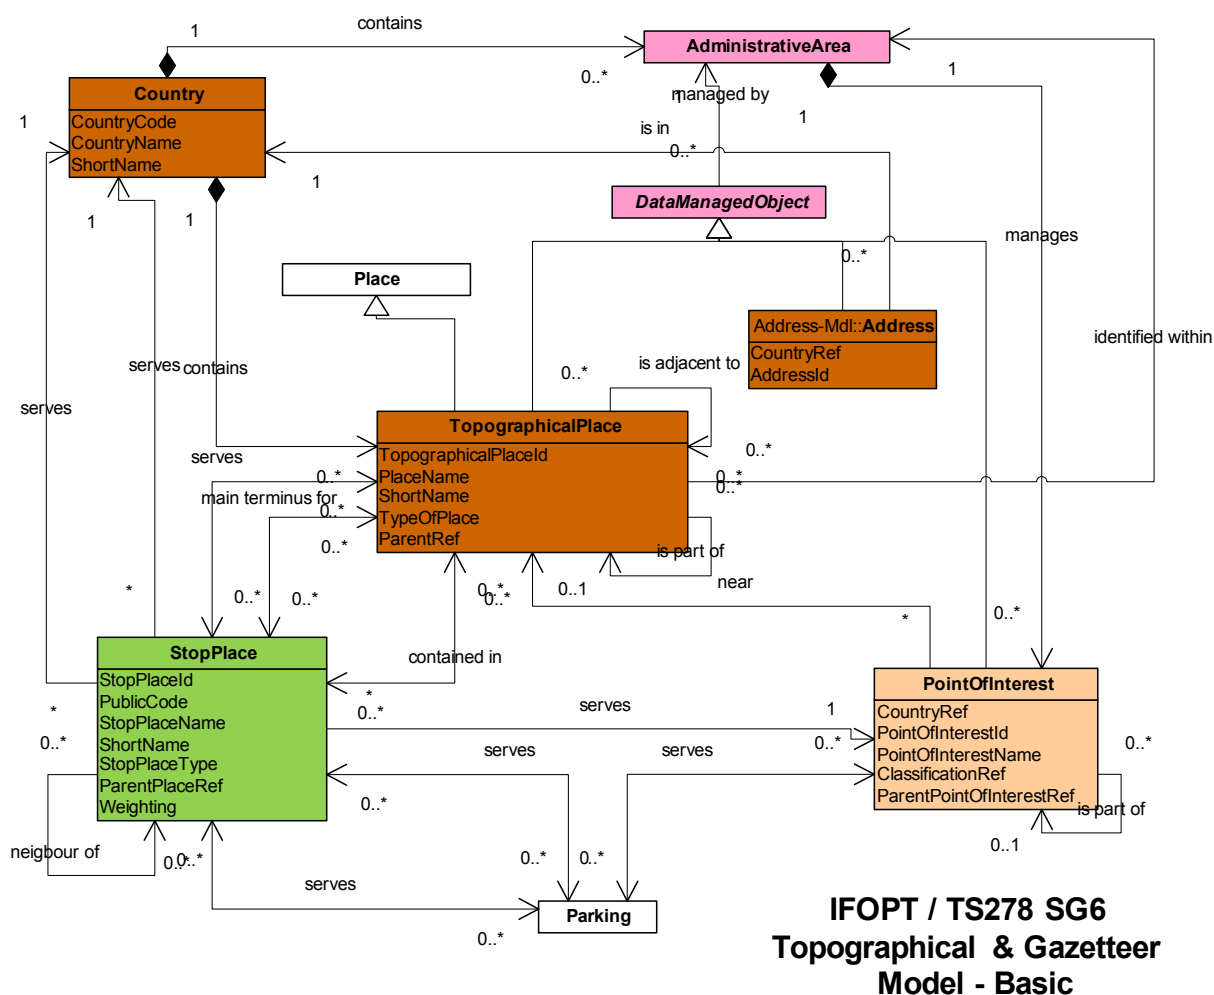 contains
1
AdministrativeArea
0..*
1
Country
managed by
1
1
CountryCode
CountryName
ShortName
1
is in
0..*
1
1
1
DataManagedObject
manages
0..*
Place
Address-Mdl::Address
CountryRef
AddressId
identified within
serves
contains
is adjacent to
0..*
serves
TopographicalPlace
TopographicalPlaceId
PlaceName
ShortName
TypeOfPlace
ParentRef
0..*
serves
0..*
0..*
0..*
main terminus for
0..*
0..*
is part of
near
*
0..*
0..*
0..*
0..*
0..1
*
0..*
StopPlace
StopPlaceId
PublicCode
StopPlaceName
ShortName
StopPlaceType
ParentPlaceRef
Weighting
contained in
*
0..*
PointOfInterest
CountryRef
PointOfInterestId
PointOfInterestName
ClassificationRef
ParentPointOfInterestRef
*
0..*
serves
1
0..*
0..*
serves
serves
0..*
is part of
0..1
neigbour of
0..*
0..*
0..*
0..*
serves
Parking
0..*
IFOPT / TS278 SG6
Topographical & Gazetteer
Model - Basic